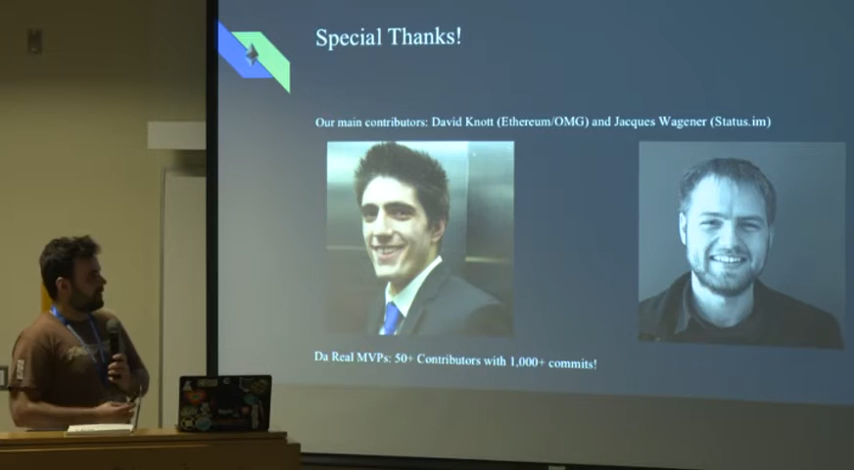 Special Thanks!
Our main contributors: David Knott (Ethereum/OMG) and Jacques Wagener (Status.im)
Da Real MVPs: 50+ Contributors with 1,000+ commits!